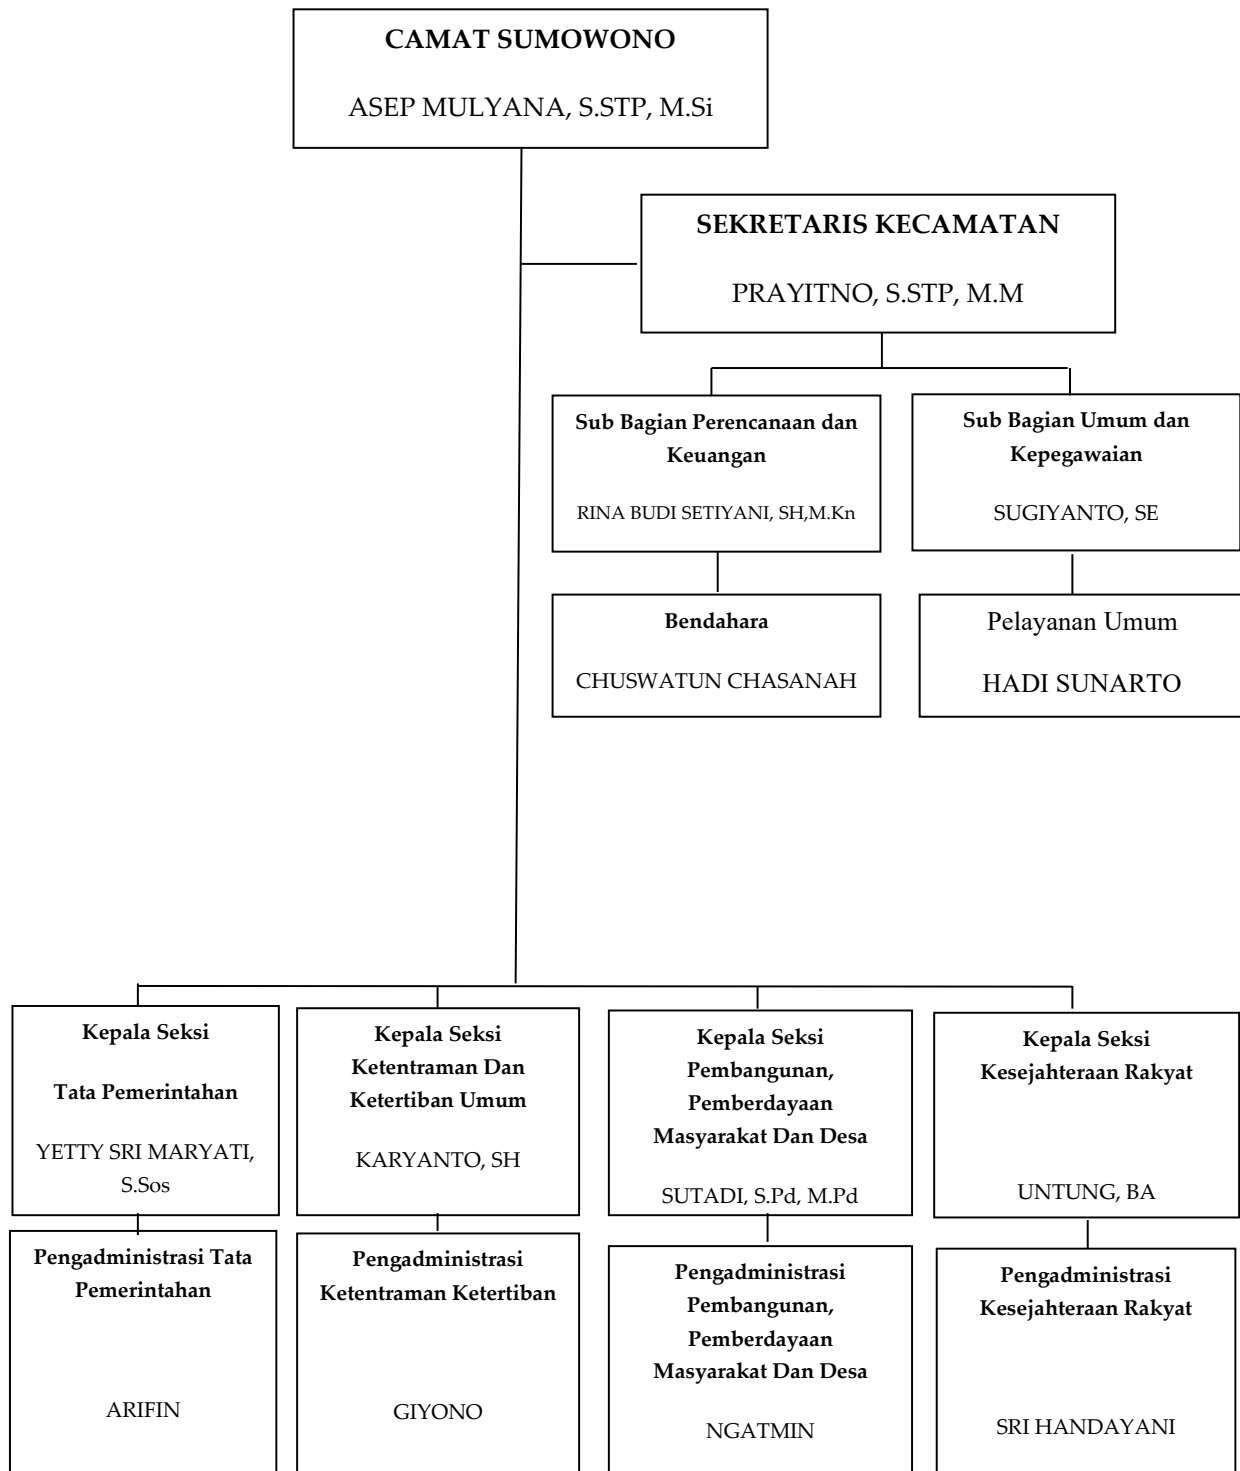 CAMAT SUMOWONO
ASEP MULYANA, S.STP, M.Si
SEKRETARIS KECAMATAN
PRAYITNO, S.STP, M.M
Sub Bagian Perencanaan dan
Keuangan
RINA BUDI SETIYANI, SH,M.Kn
Sub Bagian Umum dan
Kepegawaian
SUGIYANTO, SE
Bendahara
CHUSWATUN CHASANAH
Pelayanan Umum
HADI SUNARTO
Kepala Seksi
Tata Pemerintahan
YETTY SRI MARYATI,
S.Sos
Kepala Seksi
Ketentraman Dan
Ketertiban Umum
KARYANTO, SH
Kepala Seksi
Pembangunan,
Pemberdayaan
Masyarakat Dan Desa
SUTADI, S.Pd, M.Pd
Kepala Seksi
Kesejahteraan Rakyat
UNTUNG, BA
Pengadministrasi Tata
Pemerintahan
ARIFIN
Pengadministrasi
Ketentraman Ketertiban
GIYONO
Pengadministrasi
Pembangunan,
Pemberdayaan
Masyarakat Dan Desa
NGATMIN
Pengadministrasi
Kesejahteraan Rakyat
SRI HANDAYANI